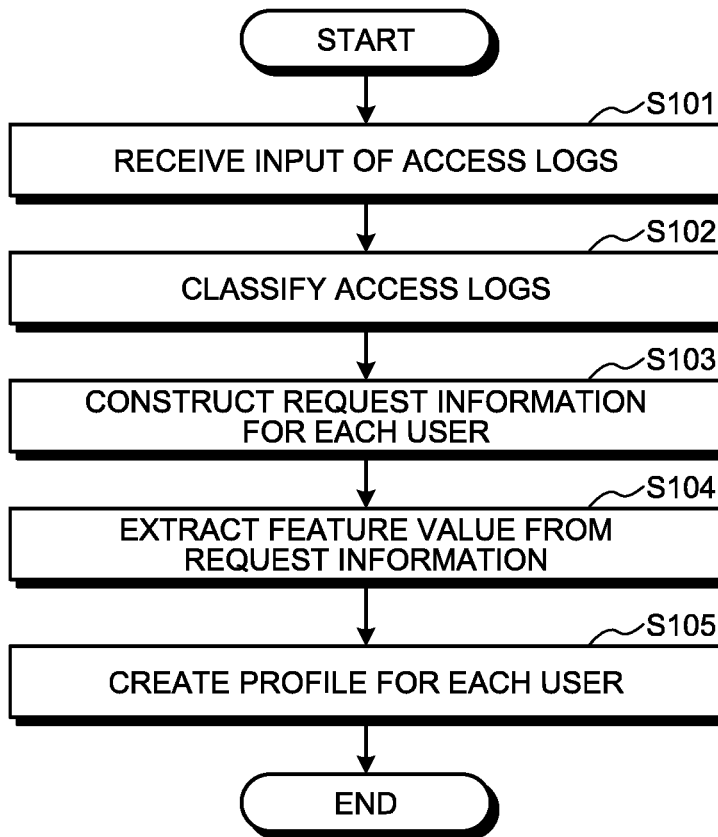 START
S101
RECEIVE INPUT OF ACCESS LOGS
S102
CLASSIFY ACCESS LOGS
S103
CONSTRUCT REQUEST INFORMATION
FOR EACH USER
S104
EXTRACT FEATURE VALUE FROM
REQUEST INFORMATION
S105
CREATE PROFILE FOR EACH USER
END